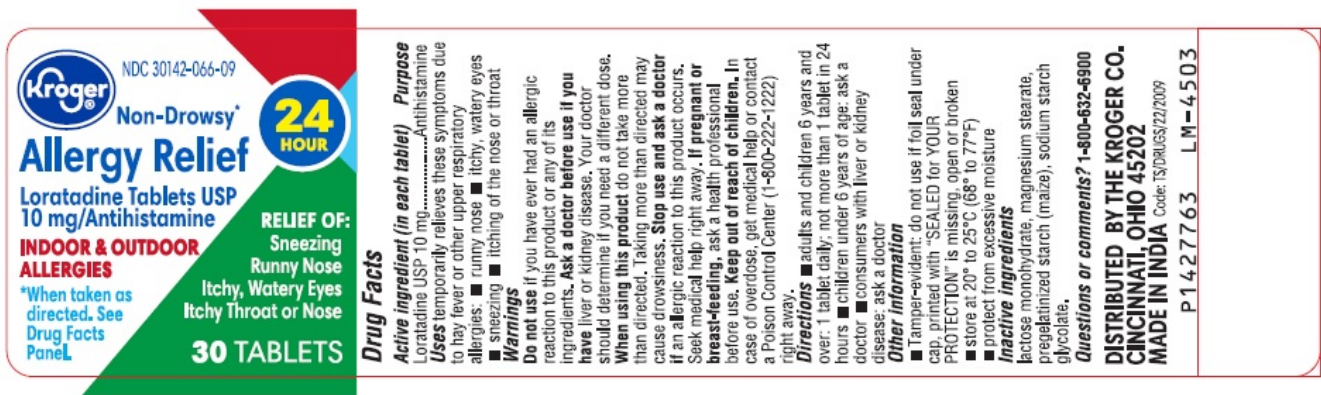 Kroger®
NDC 30142-066-09
Non-Drowsy*
24
HOUR
Allergy Relief
Loratadine Tablets USP
10 mg/Antihistamine
INDOOR & OUTDOOR
ALLERGIES
*When taken as
directed. See
Drug Facts
PaneL
RELIEF OF:
Sneezing
Runny Nose
Itchy, Watery Eyes
Itchy Throat or Nose
30 TABLETS
Drug Facts
Active ingredient (in each tablet) Purpose
Loratadine USP 10 mg..............Antihistamine
Uses temporarily relieves these symptoms due
to hay fever or other upper respiratory
allergies: ■ runny nose ■ itchy, watery eyes
■ sneezing ■ itching of the nose or throat
Warnings
Do not use if you have ever had an allergic
reaction to this product or any of its
ingredients. Ask a doctor before use if you
have liver or kidney disease. Your doctor
should determine if you need a different dose.
When using this product do not take more
than directed. Taking more than directed may
cause drowsiness. Stop use and ask a doctor
if an allergic reaction to this product occurs.
Seek medical help right away. If pregnant or
breast-feeding, ask a health professional
before use. Keep out of reach of children. In
case of overdose, get medical help or contact
a Poison Control Center (1-800-222-1222)
right away.
Directions ■ adults and children 6 years and
over: 1 tablet daily; not more than 1 tablet in 24
hours ■ children under 6 years of age: ask a
doctor ■ consumers with liver or kidney
disease: ask a doctor
Other information
■ Tamper-evident: do not use if foil seal under
cap, printed with "SEALED for YOUR
PROTECTION" is missing, open or broken
■ store at 20° to 25°C (68° to 77°F)
■ protect from excessive moisture
Inactive ingredients
lactose monohydrate, magnesium stearate,
pregelatinized starch (maize), sodium starch
glycolate.
Questions or comments? 1-800-632-6900
DISTRIBUTED BY THE KROGER CO.
CINCINNATI, OHIO 45202
MADE IN INDIA Code: TS/DRUGS/22/2009
P1427763 LM-4503